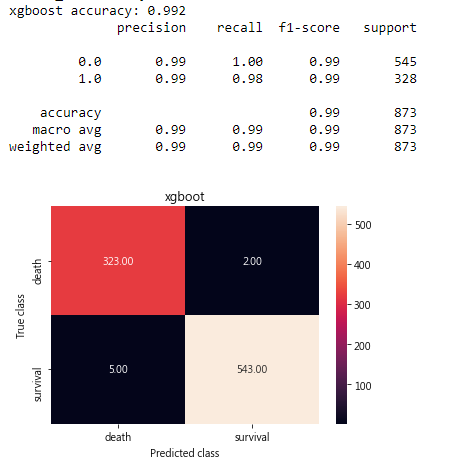 xgboost accuracy: 0.992
precision recall f1-score support
0.0 0.99 1.00 0.99 545
1.0 0.99 0.98 0.99 328
accuracy 0.99 873
macro avg 0.99 0.99 0.99 873
weighted avg 0.99 0.99 0.99 873
xgboot
500
death 323.00 2.00
400
300
True class
200
survival 5.00 543.00
100
death survival
Predicted class